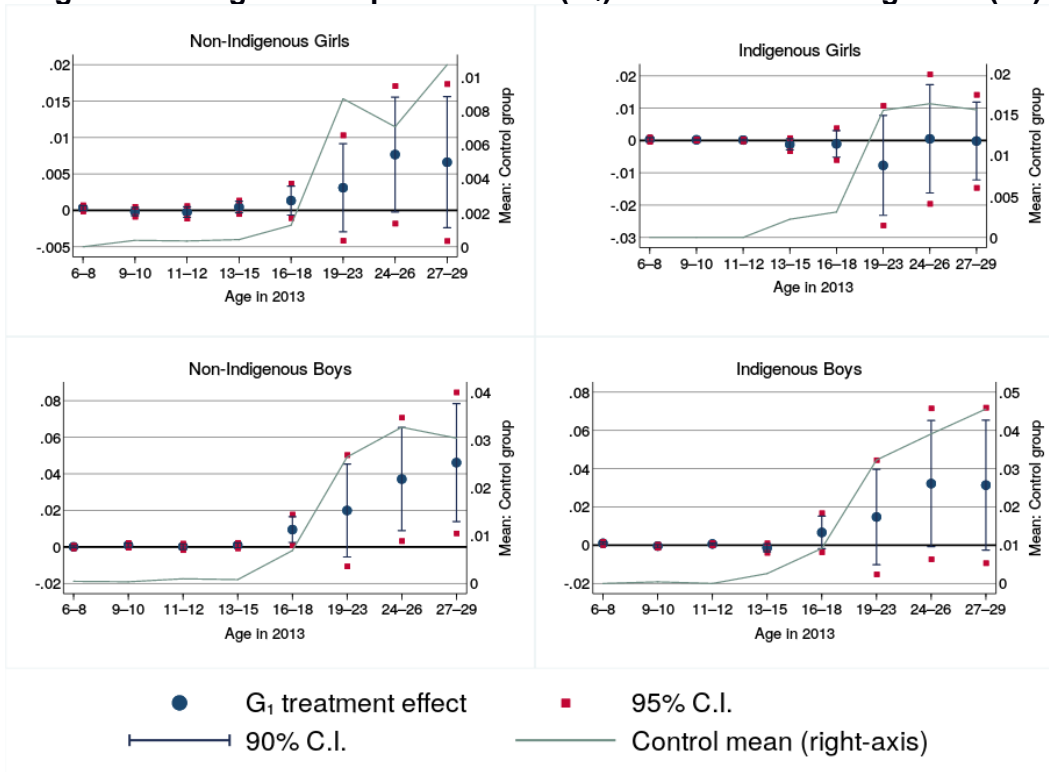 Non-Indigenous Girls
.02
.015
.01
.005
0
-.005
.01
.008
.006
.004
.002
0
Mean: Control group
6–8 9–10 11–12 13–15 16–18 19–23 24–26 27–29
Age in 2013
Indigenous Girls
.02
.01
0
-.01
-.02
-.03
.02
.015
.01
.005
0
Mean: Control group
6–8 9–10 11–12 13–15 16–18 19–23 24–26 27–29
Age in 2013
Non-Indigenous Boys
.08
.06
.04
.02
0
-.02
.04
.03
.02
.01
0
Mean: Control group
6–8 9–10 11–12 13–15 16–18 19–23 24–26 27–29
Age in 2013
Indigenous Boys
.08
.06
.04
.02
0
-.02
.05
.04
.03
.02
.01
0
Mean: Control group
6–8 9–10 11–12 13–15 16–18 19–23 24–26 27–29
Age in 2013
G₁ treatment effect 95% C.I.
90% C.I. Control mean (right-axis)